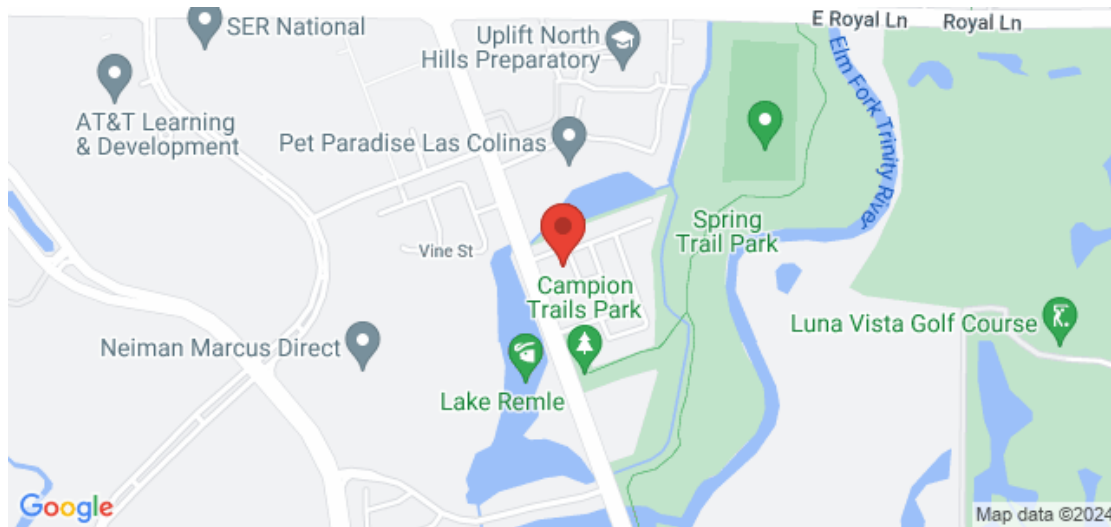 E Royal Ln
Royal Ln
SER National
Uplift North
Hills Preparatory
Elm Fork Trinity River
AT&T Learning
& Development
Pet Paradise Las Colinas
Spring
Trail Park
Vine St
Campion
Trails Park
Luna Vista Golf Course
Neiman Marcus Direct
Lake Remle
Google
Map data ©2024